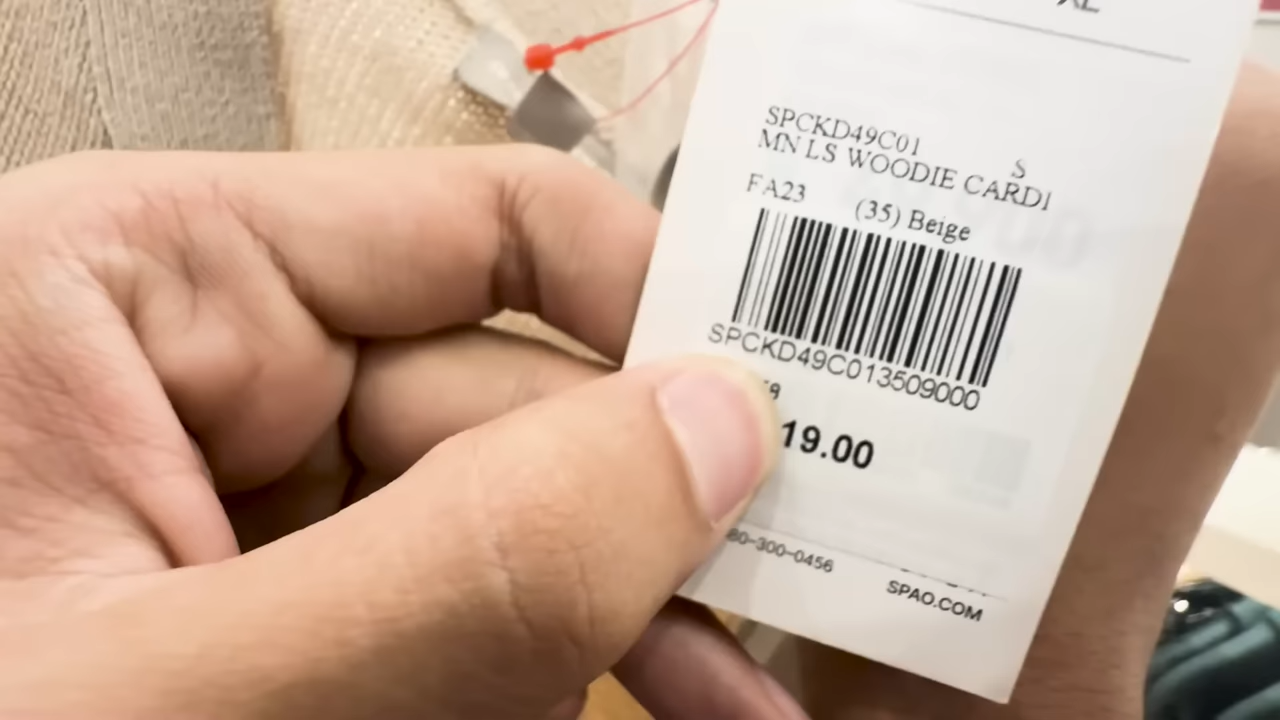 XL
SPCKD49C01 S
MN LS WOODIE CARDI
FA23 (35) Beige
SPCKD49C013509000
19.00
80-300-0456
SPAO.COM